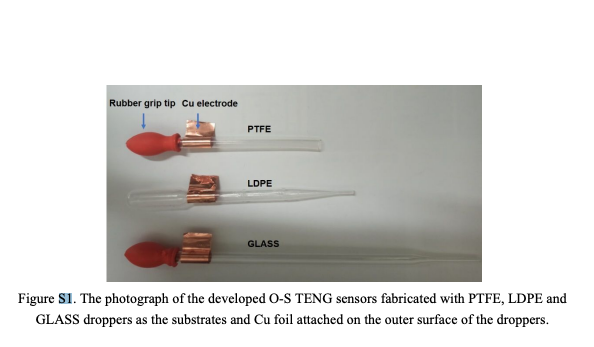 Rubber grip tip Cu electrode
PTFE
LDPE
GLASS
Figure S1. The photograph of the developed O-S TENG sensors fabricated with PTFE, LDPE and
GLASS droppers as the substrates and Cu foil attached on the outer surface of the droppers.